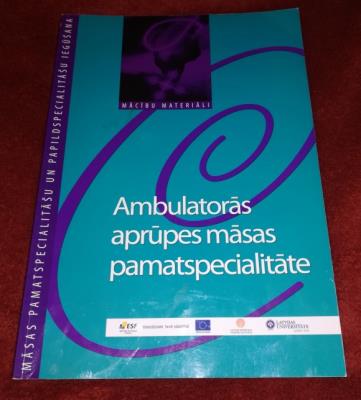 MĀSAS PAMATSPECIALITĀŠU UN PAPILDSPECIALITĀŠU IEGŪŠANA
MĀCĪBU MATERIĀLI
Ambulatorās
aprūpes māsas
pamatspecialitāte
ESF
LATVIJAS
UNIVERSITĀTE